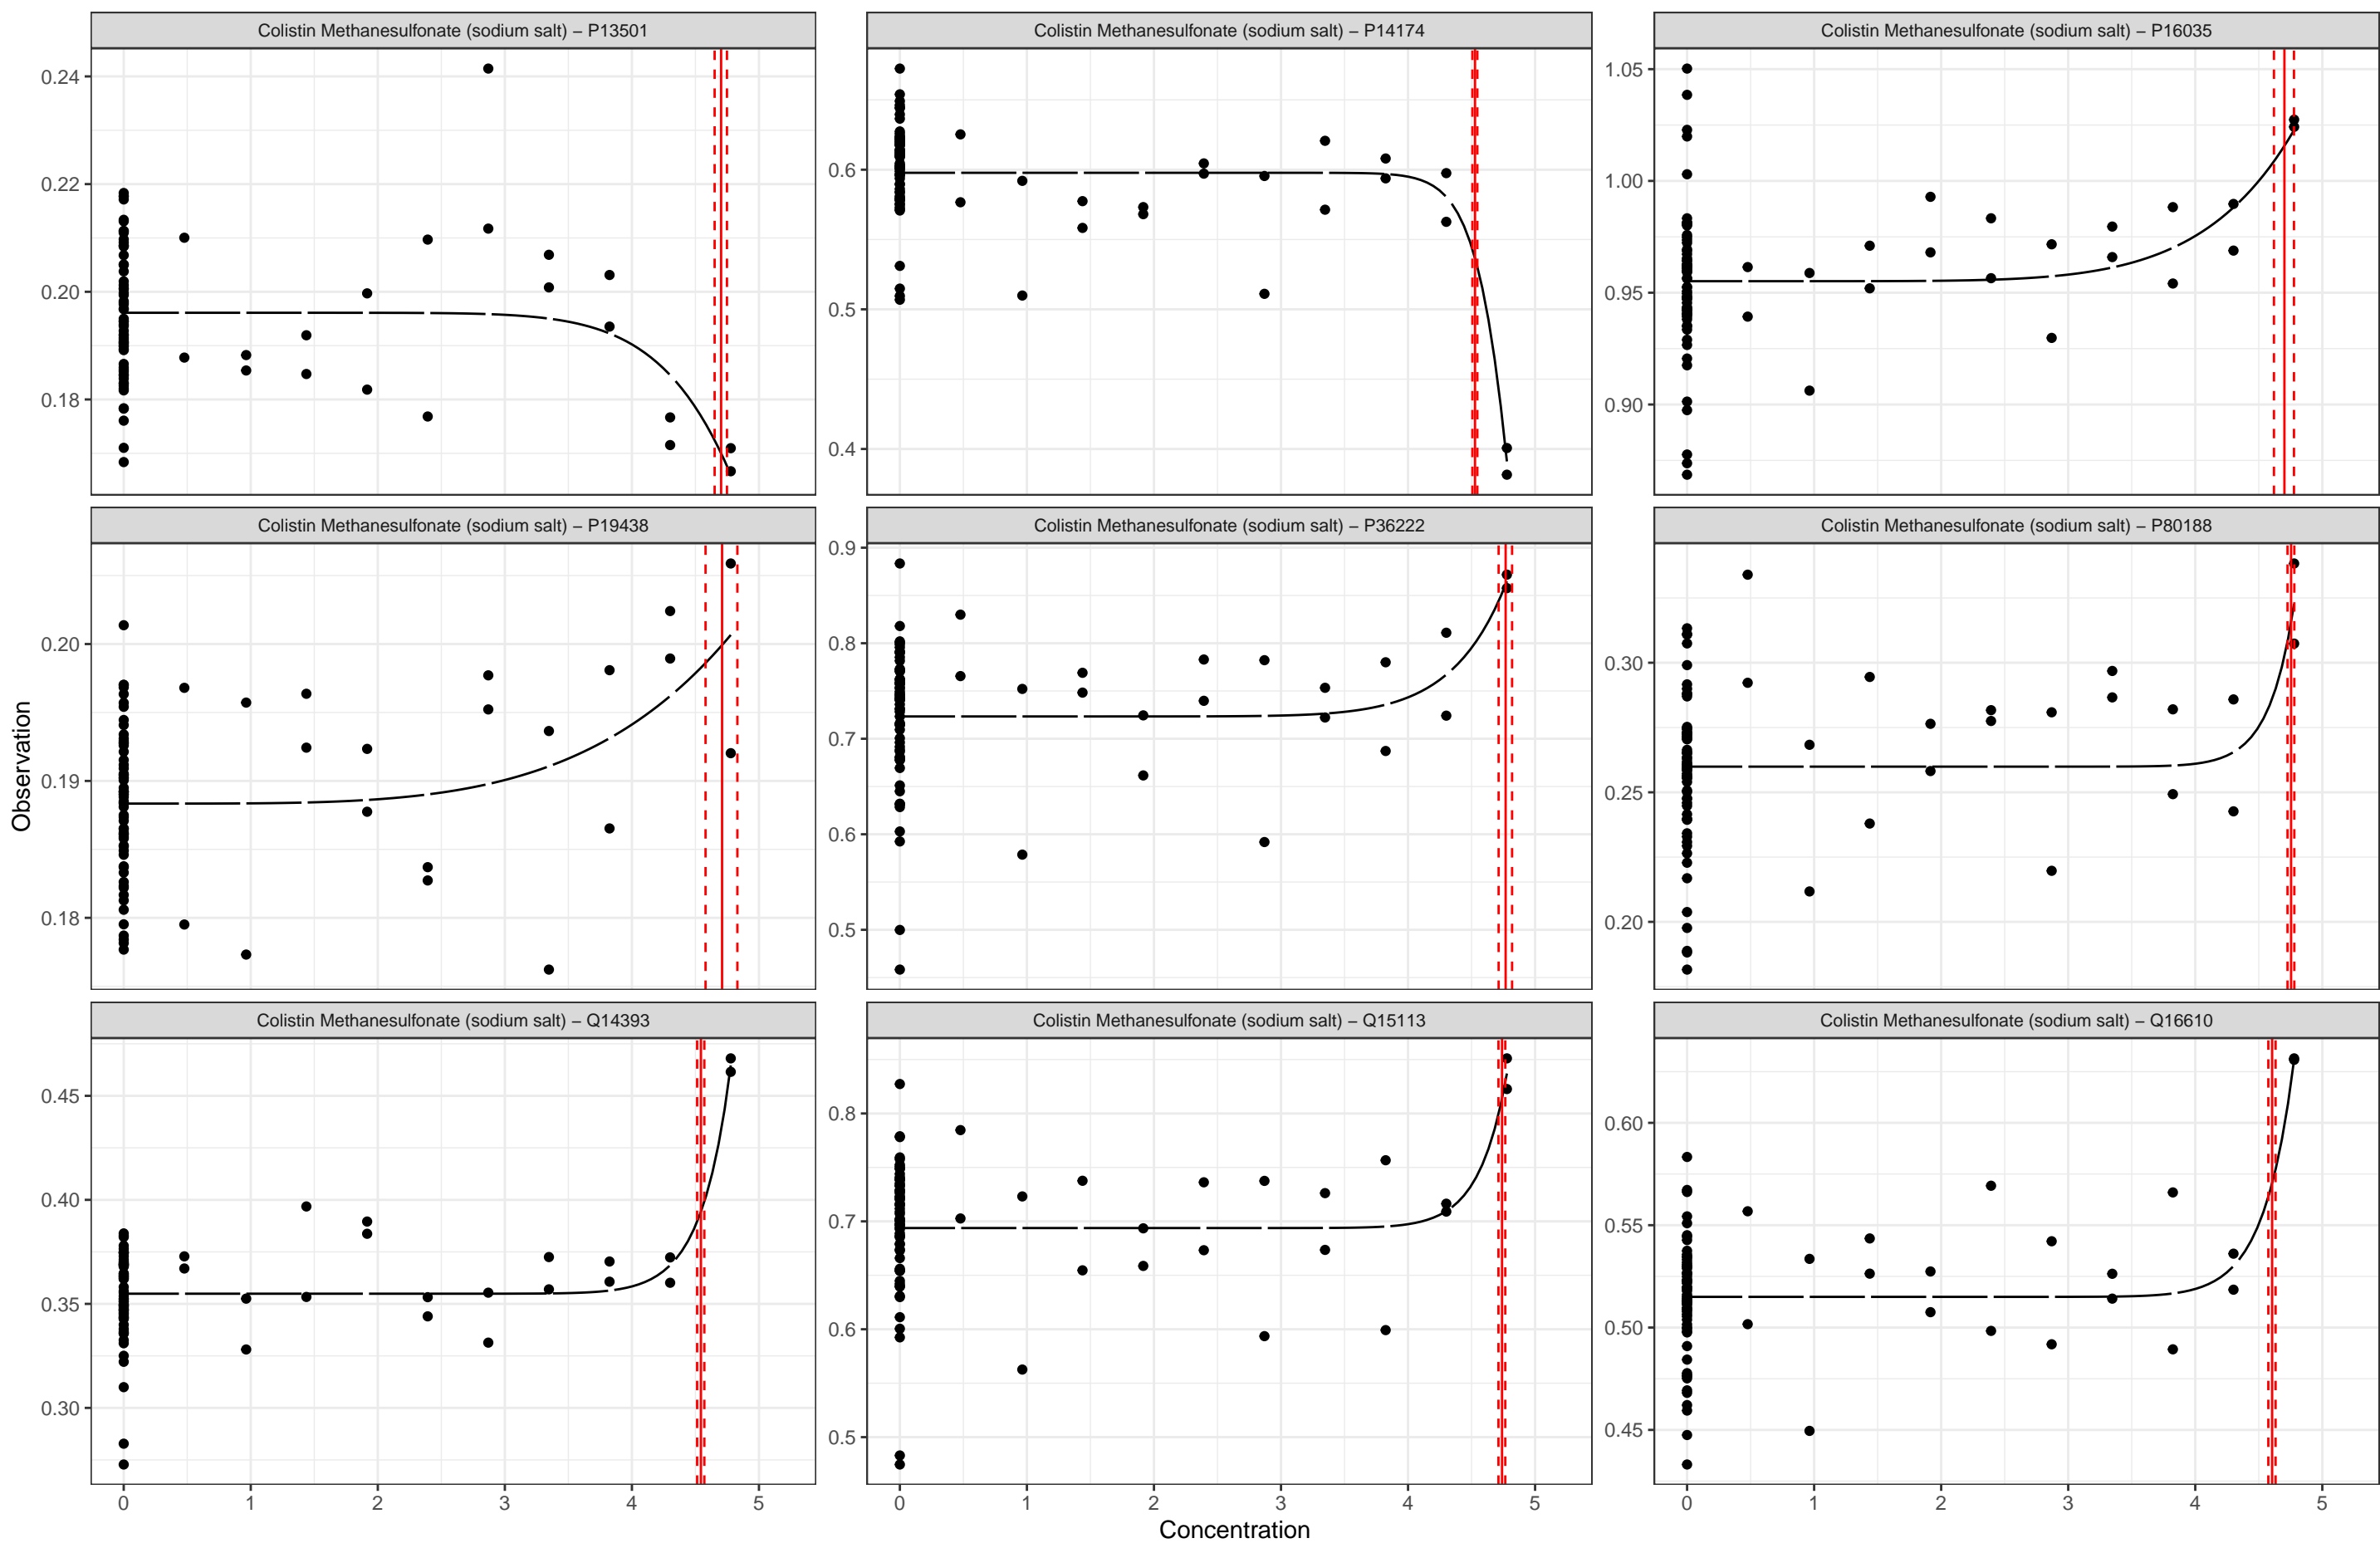 Colistin Methanesulfonate (sodium salt) – P13501
Colistin Methanesulfonate (sodium salt) – P14174
Colistin Methanesulfonate (sodium salt) – P16035
0.24
0.22
0.20
0.18
0.6
0.5
0.4
1.05
1.00
0.95
0.90
Colistin Methanesulfonate (sodium salt) – P19438
Colistin Methanesulfonate (sodium salt) – P36222
Colistin Methanesulfonate (sodium salt) – P80188
0.20
0.19
0.18
0.9
0.8
0.7
0.6
0.5
0.30
0.25
0.20
Observation
Colistin Methanesulfonate (sodium salt) – Q14393
Colistin Methanesulfonate (sodium salt) – Q15113
Colistin Methanesulfonate (sodium salt) – Q16610
0.45
0.40
0.35
0.30
0.8
0.7
0.6
0.5
0.60
0.55
0.50
0.45
0 1 2 3 4 5
0 1 2 3 4 5
0 1 2 3 4 5
Concentration